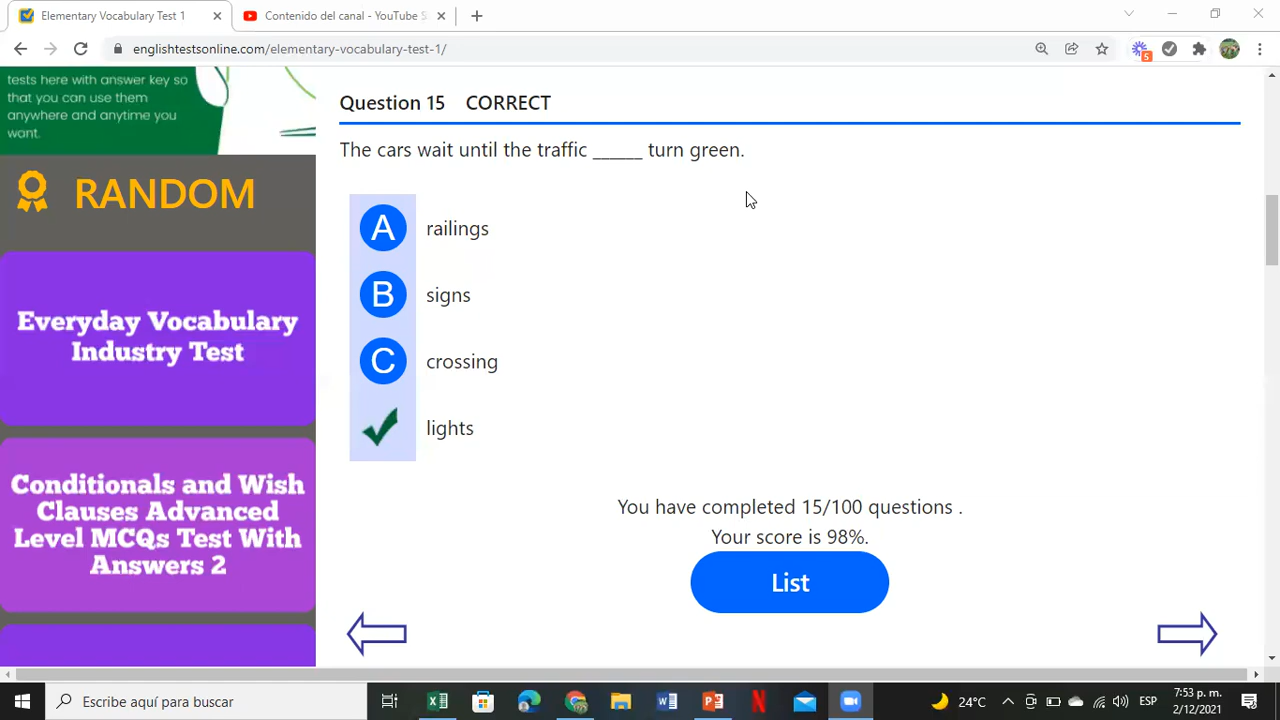 Elementary Vocabulary Test 1
Contenido del canal - YouTube S
englishtestsonline.com/elementary-vocabulary-test-1/
5
tests here with answer key so
that you can use them
anywhere and anytime you
want.
RANDOM
Everyday Vocabulary
Industry Test
Conditionals and Wish
Clauses Advanced
Level MCQs Test With
Answers 2
Question 15 CORRECT
The cars wait until the traffic ______ turn green.
A railings
B signs
C crossing
lights
You have completed 15/100 questions .
Your score is 98%.
List
Escribe aquí para buscar
24°C
ESP
7:53 p. m.
2/12/2021